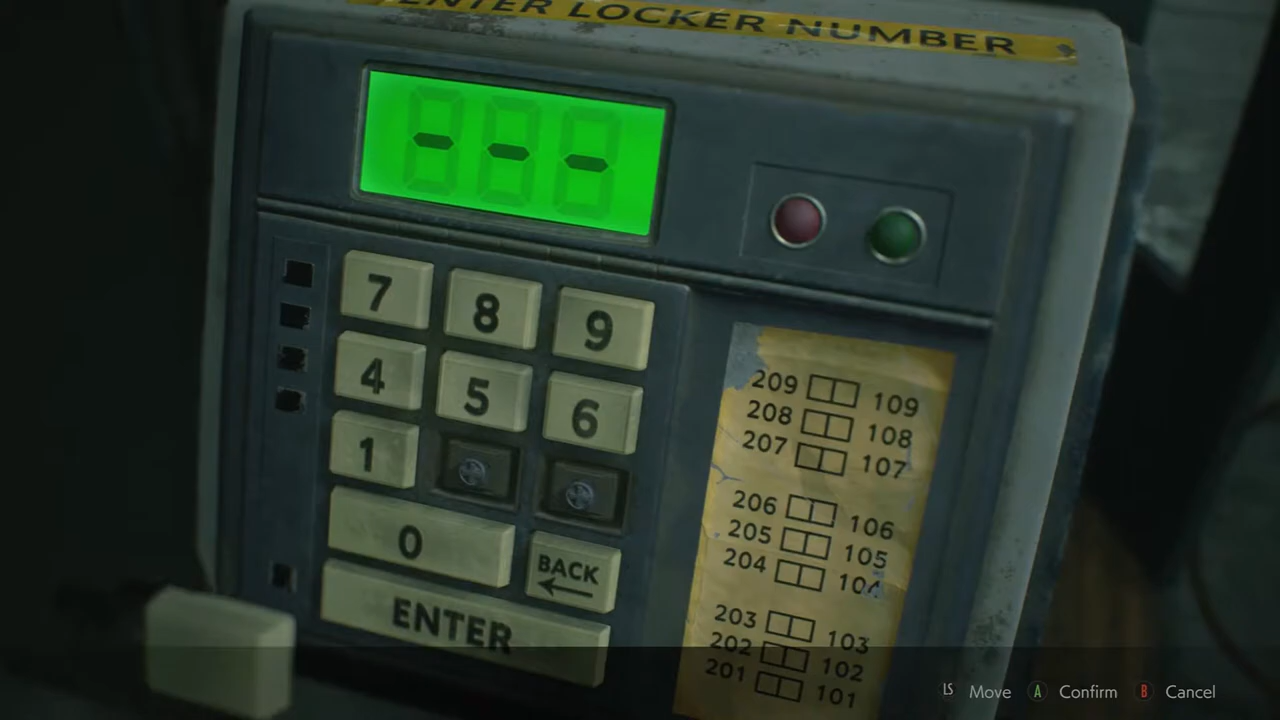 ENTER LOCKER NUMBER
---
7 8 9
4 5 6
1
0 BACK
ENTER
209 109
208 108
207 107
206 106
205 105
204 104
203 103
202 102
201 101
LS Move A Confirm B Cancel